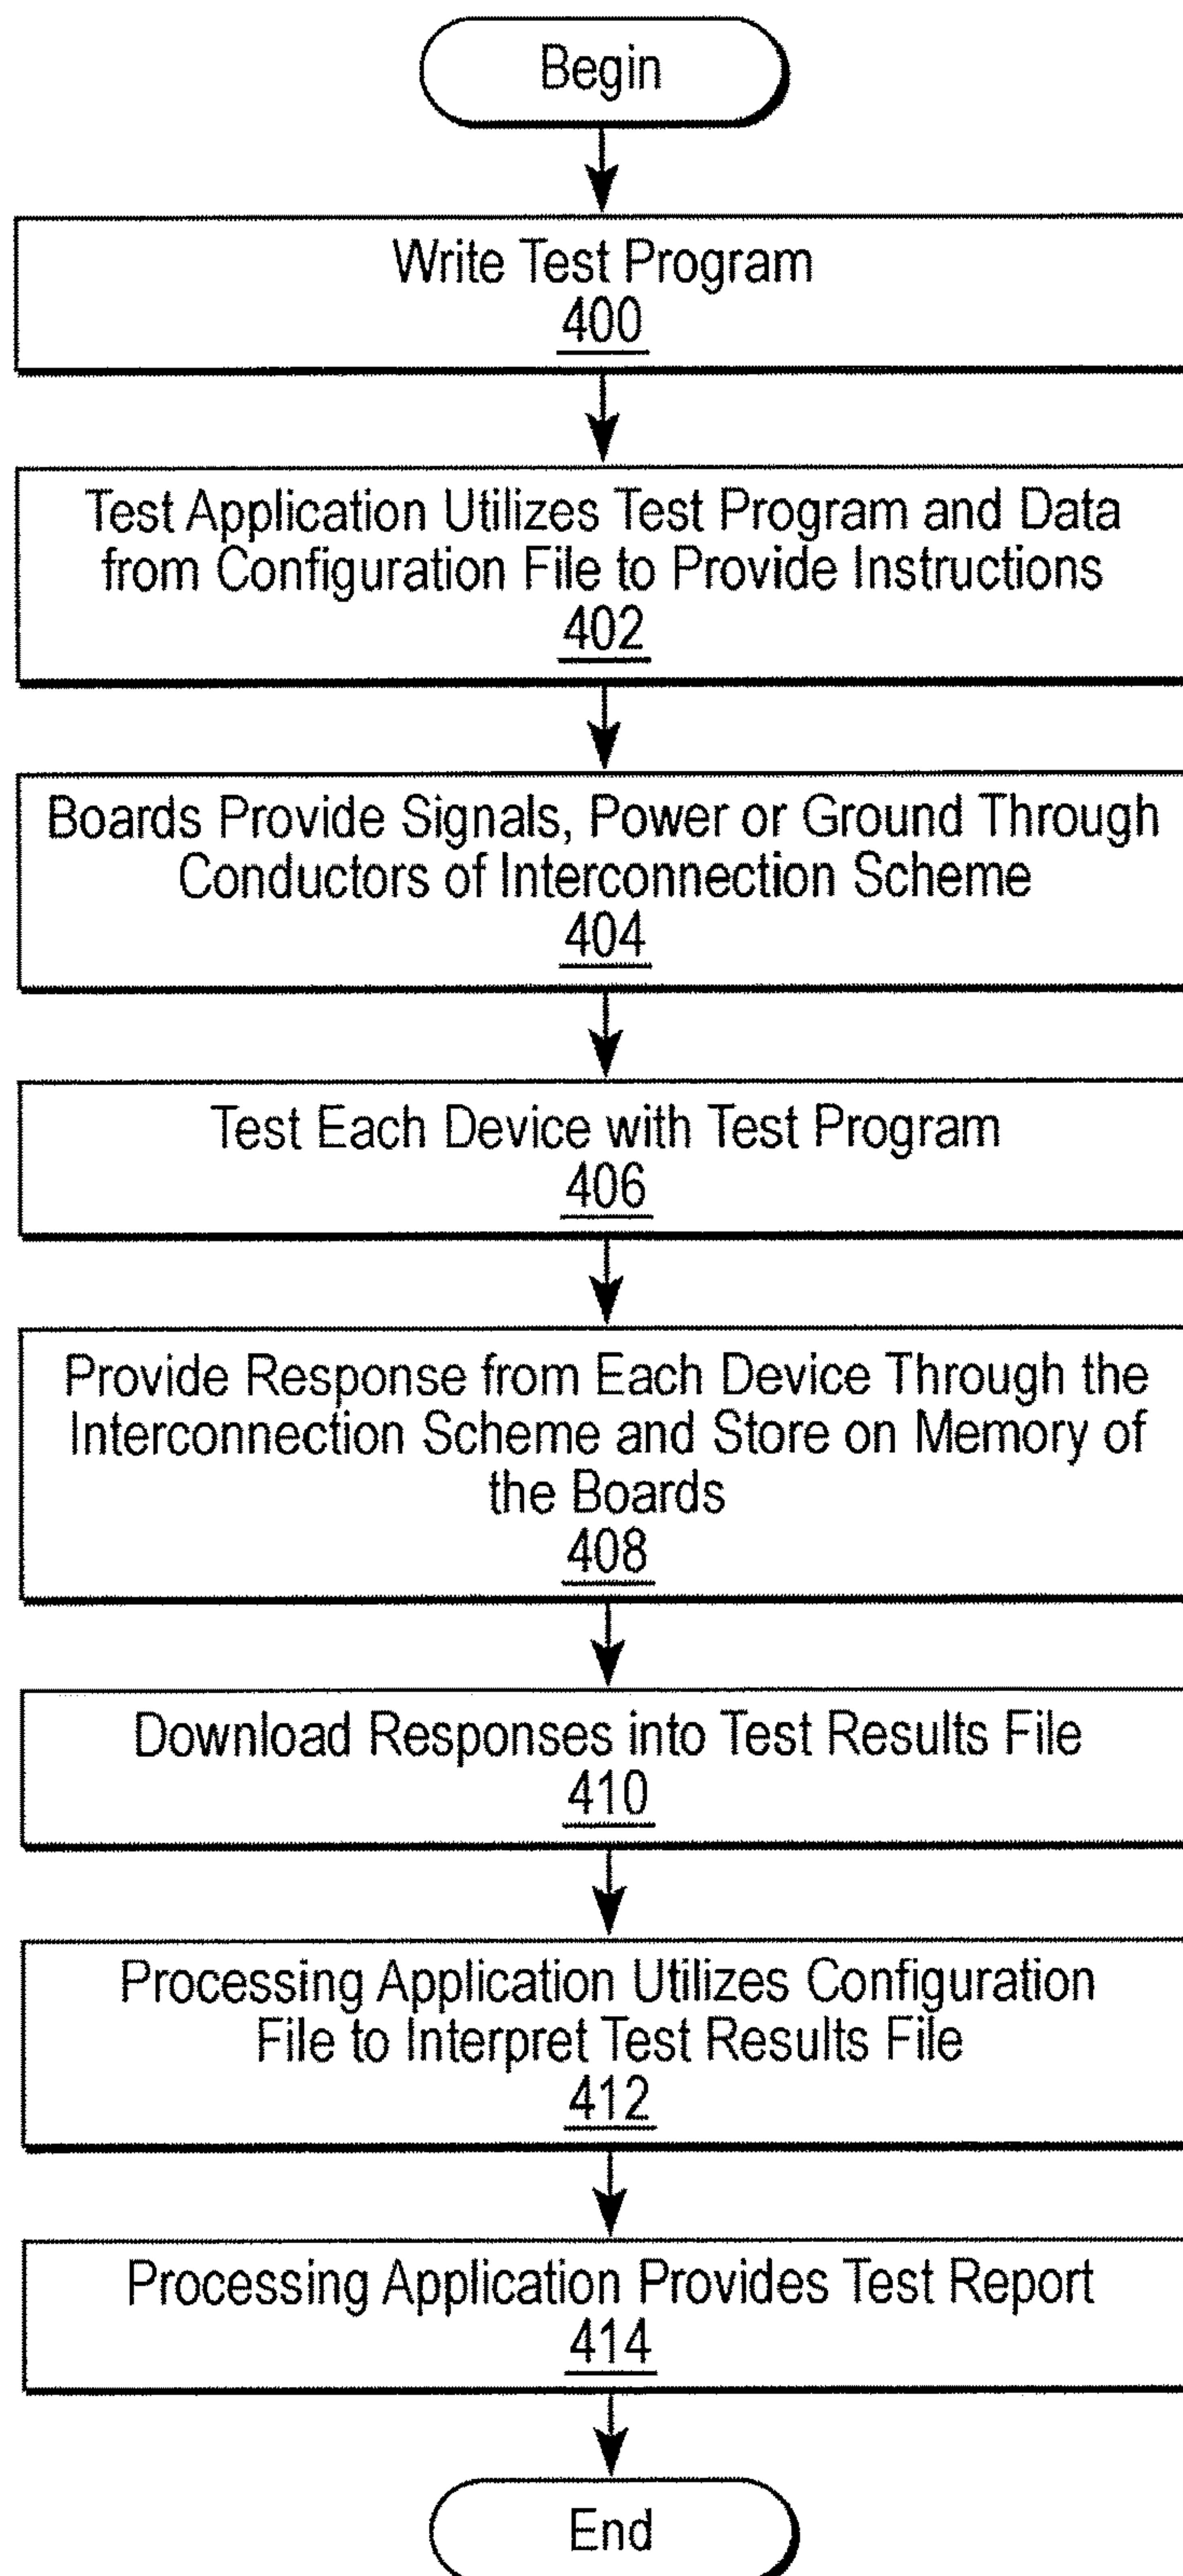 Begin
Write Test Program
400
Test Application Utilizes Test Program and Data
from Configuration File to Provide Instructions
402
Boards Provide Signals, Power or Ground Through
Conductors of Interconnection Scheme
404
Test Each Device with Test Program
406
Provide Response from Each Device Through the
Interconnection Scheme and Store on Memory of
the Boards
408
Download Responses into Test Results File
410
Processing Application Utilizes Configuration
File to Interpret Test Results File
412
Processing Application Provides Test Report
414
End